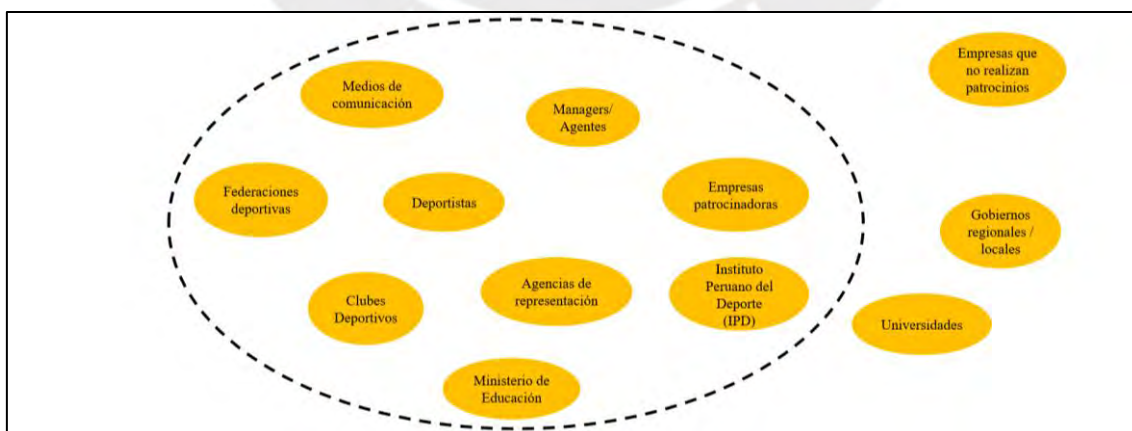 Medios de
comunicación
Managers/
Agentes
Empresas que
no realizan
patrocinios
Federaciones
deportivas
Deportistas
Empresas
patrocinadoras
Gobiernos
regionales /
locales
Clubes
Deportivos
Agencias de
representación
Instituto
Peruano del
Deporte
(IPD)
Universidades
Ministerio de
Educación